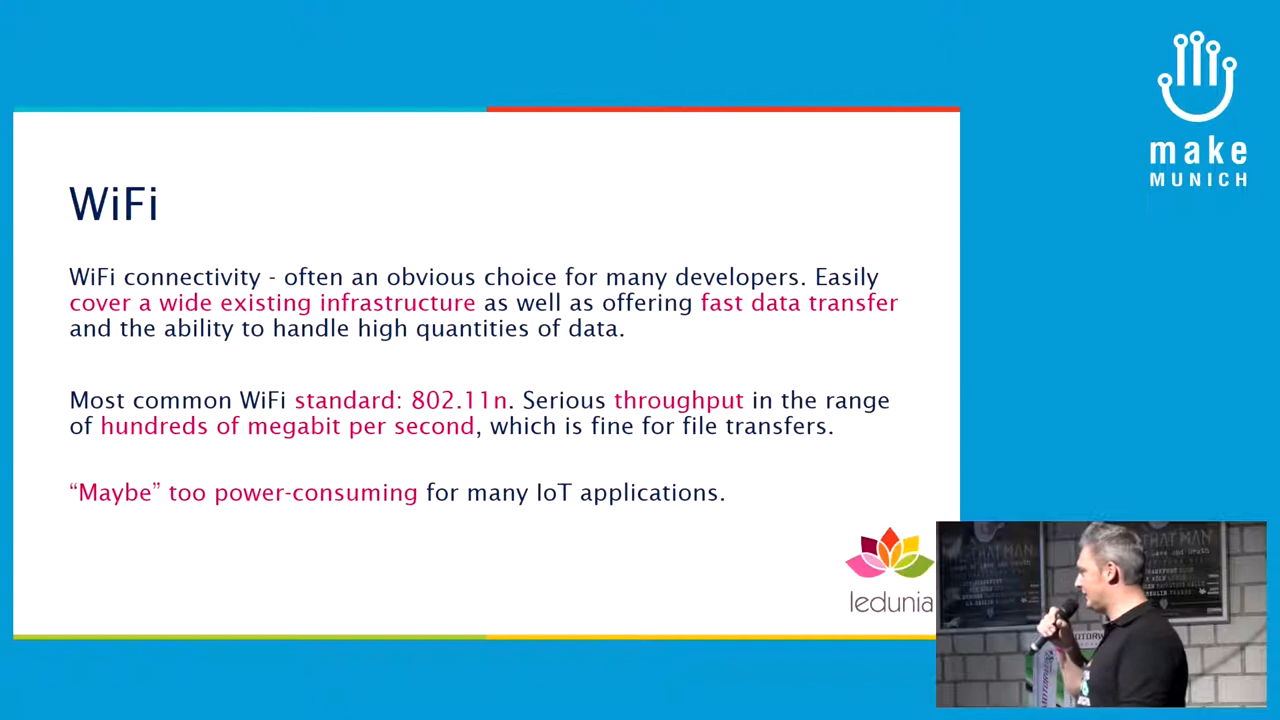 make
MUNICH
WiFi
WiFi connectivity - often an obvious choice for many developers. Easily
cover a wide existing infrastructure as well as offering fast data transfer
and the ability to handle high quantities of data.
Most common WiFi standard: 802.11n. Serious throughput in the range
of hundreds of megabit per second, which is fine for file transfers.
“Maybe” too power-consuming for many IoT applications.
ledunia
THAT MAN